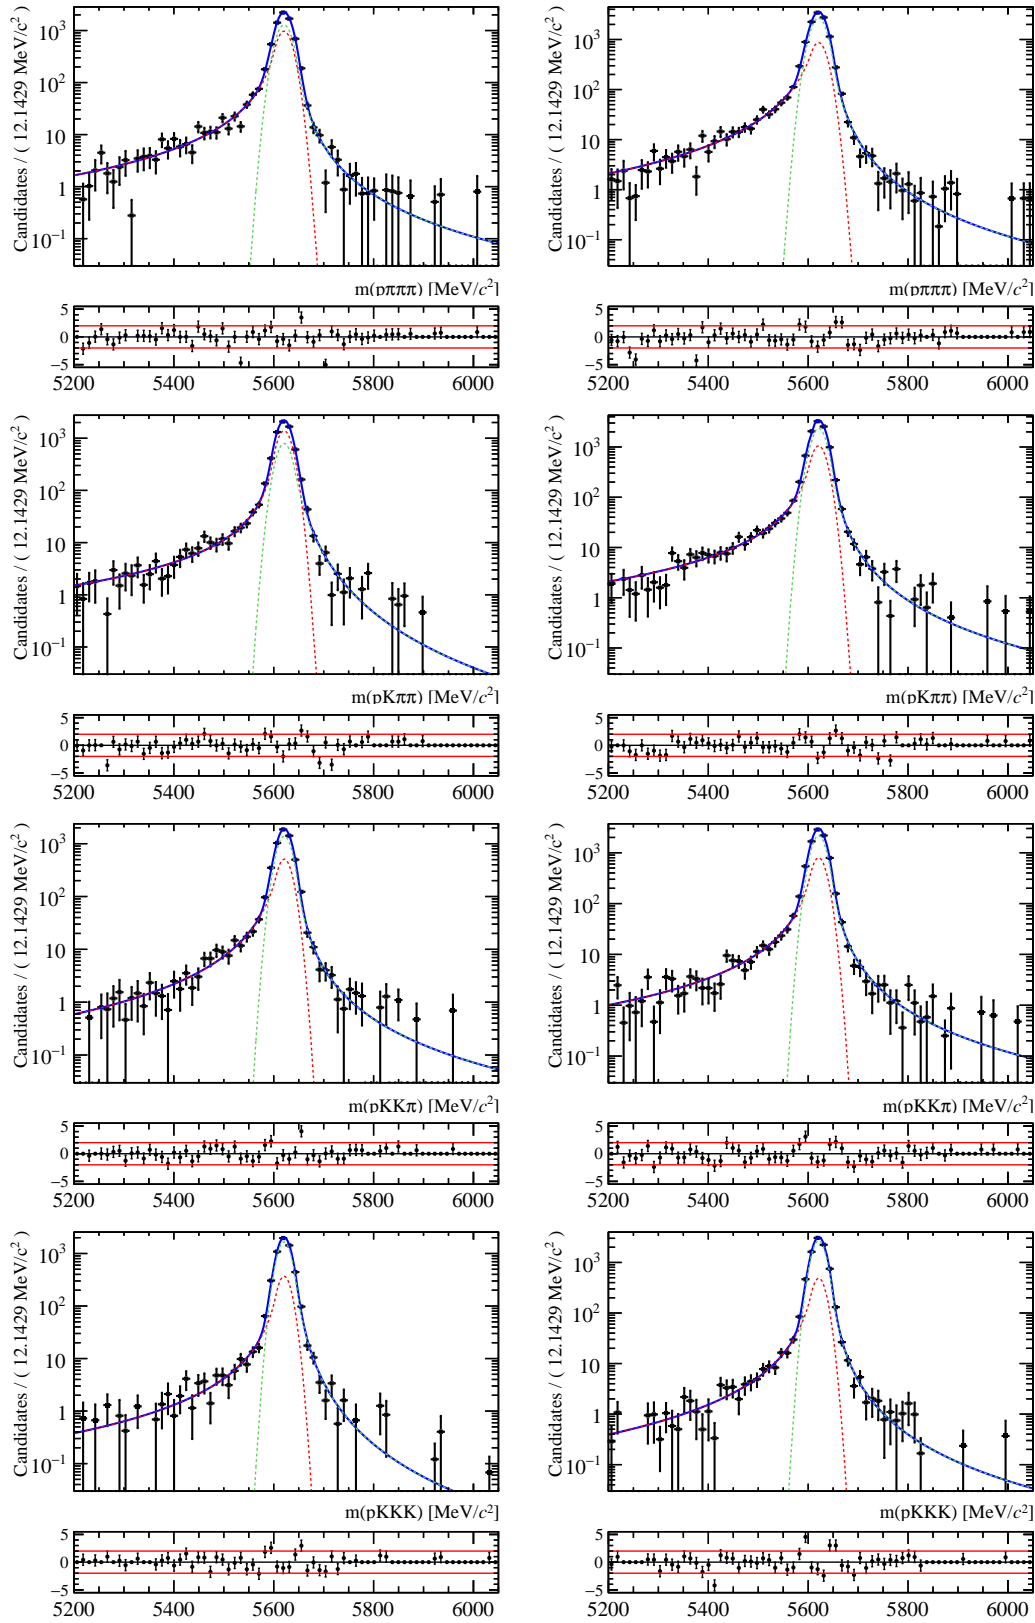 Candidates / ( 12.1429 MeV/c² )
10³
10²
10
1
10⁻¹
m(pπππ) [MeV/c²]
5
0
−5
5200 5400 5600 5800 6000
Candidates / ( 12.1429 MeV/c² )
10³
10²
10
1
10⁻¹
m(pπππ) [MeV/c²]
5
0
−5
5200 5400 5600 5800 6000
Candidates / ( 12.1429 MeV/c² )
10³
10²
10
1
10⁻¹
m(pKππ) [MeV/c²]
5
0
−5
5200 5400 5600 5800 6000
Candidates / ( 12.1429 MeV/c² )
10³
10²
10
1
10⁻¹
m(pKππ) [MeV/c²]
5
0
−5
5200 5400 5600 5800 6000
Candidates / ( 12.1429 MeV/c² )
10³
10²
10
1
10⁻¹
m(pKKπ) [MeV/c²]
5
0
−5
5200 5400 5600 5800 6000
Candidates / ( 12.1429 MeV/c² )
10³
10²
10
1
10⁻¹
m(pKKπ) [MeV/c²]
5
0
−5
5200 5400 5600 5800 6000
Candidates / ( 12.1429 MeV/c² )
10³
10²
10
1
10⁻¹
m(pKKK) [MeV/c²]
5
0
−5
5200 5400 5600 5800 6000
Candidates / ( 12.1429 MeV/c² )
10³
10²
10
1
10⁻¹
m(pKKK) [MeV/c²]
5
0
−5
5200 5400 5600 5800 6000